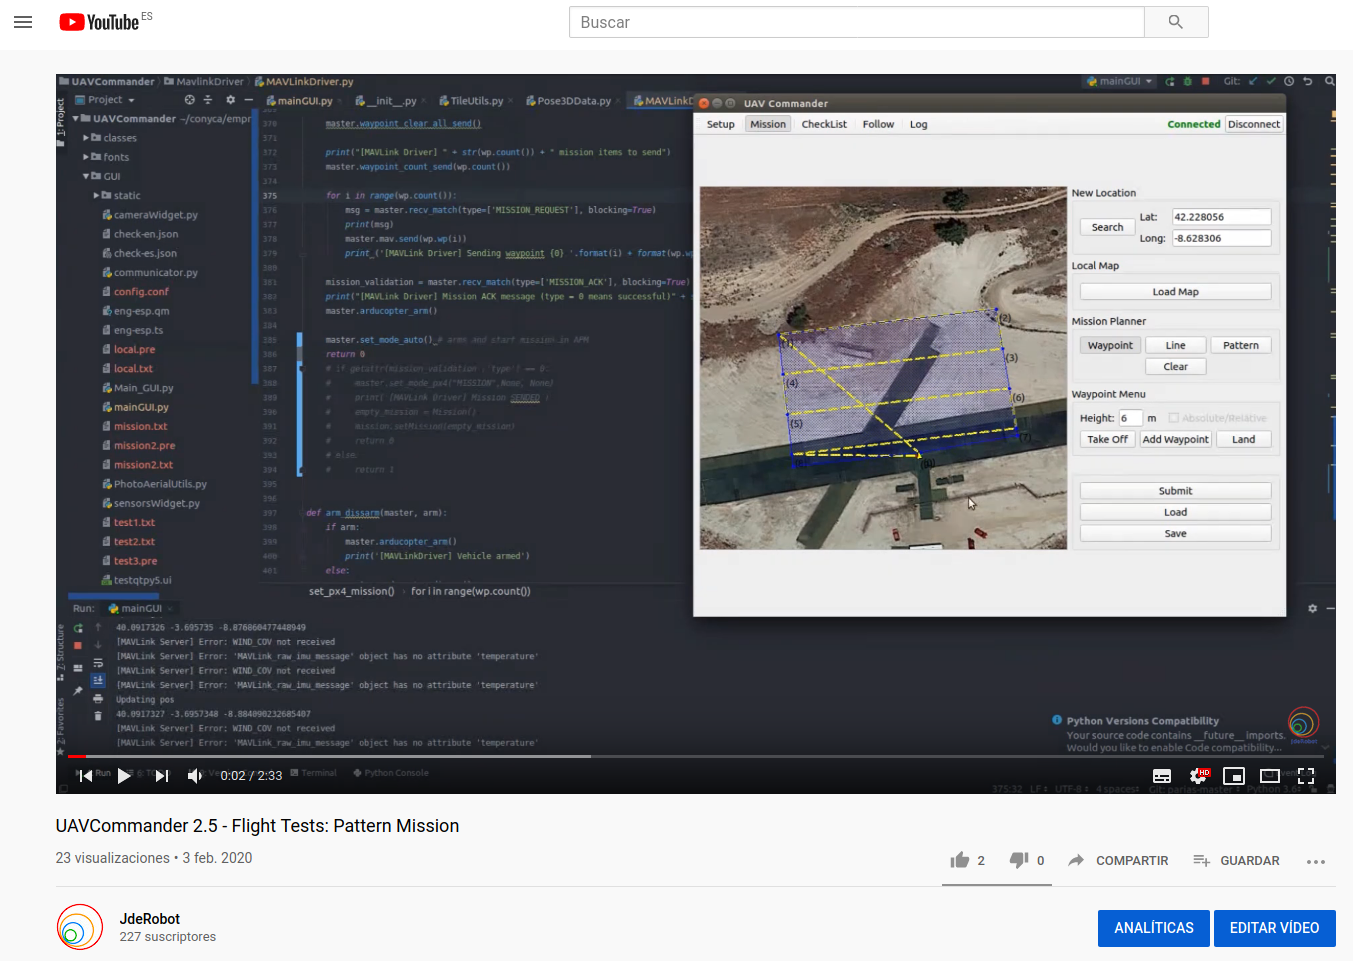 YouTube ES
Buscar
UAVCommander MavlinkDriver MAVLinkDriver.py
mainGUI
Git:
Project
mainGUI.py
__init__.py
TileUtils.py
Pose3DData.py
MAVLinkD
1: Project
UAVCommander ~/conyca/empr
classes
fonts
GUI
static
cameraWidget.py
check-en.json
check-es.json
communicator.py
config.conf
eng-esp.qm
eng-esp.ts
local.pre
local.txt
Main_GUI.py
mainGUI.py
mission.txt
mission2.pre
mission2.txt
PhotoAerialUtils.py
sensorsWidget.py
test1.txt
test2.txt
test3.pre
testqtpy5.ui
370 master.waypoint_clear_all_send()
371
372 print("[MAVLink Driver] " + str(wp.count()) + " mission items to send")
373 master.waypoint_count_send(wp.count())
374
375 for i in range(wp.count()):
376 msg = master.recv_match(type=['MISSION_REQUEST'], blocking=True)
377 print(msg)
378 master.mav.send(wp.wp(i))
379 print_('[MAVLink Driver] Sending waypoint {0} '.format(i) + format(wp.wp
380
381 mission_validation = master.recv_match(type=['MISSION_ACK'], blocking=True)
382 print("[MAVLink Driver] Mission ACK message (type = 0 means successful)" + s
383 master.arducopter_arm()
384
385 master.set_mode_auto() # arms and start mission in APM
386 return 0
387 # if getattr(mission_validation 'type') == 0:
388 # master.set_mode_px4("MISSION",None, None)
389 # print( [MAVLink Driver] Mission SENDED )
390 # empty_mission = Mission()
391 # mission.setMission(empty_mission)
392 # return 0
393 # else:
394 # return 1
395
396
397 def arm_dissarm(master, arm):
398 if arm:
399 master.arducopter_arm()
400 print('[MAVLinkDriver] Vehicle armed')
401 else:
set_px4_mission() › for i in range(wp.count())
UAV Commander
Setup Mission CheckList Follow Log
Connected Disconnect
New Location
Search
Lat: 42.228056
Long: -8.628306
Local Map
Load Map
Mission Planner
Waypoint Line Pattern
Clear
Waypoint Menu
Height: 6 m Absolute/Relative
Take Off Add Waypoint Land
Submit
Load
Save
(2)
(3)
(4)
(6)
(5)
(7)
Run: mainGUI
40.0917326 -3.695735 -8.876860477448949
[MAVLink Server] Error: WIND_COV not received
[MAVLink Server] Error: 'MAVLink_raw_imu_message' object has no attribute 'temperature'
[MAVLink Server] Error: WIND_COV not received
[MAVLink Server] Error: 'MAVLink_raw_imu_message' object has no attribute 'temperature'
Updating pos
40.0917327 -3.6957348 -8.884090232685407
[MAVLink Server] Error: WIND_COV not received
[MAVLink Server] Error: 'MAVLink_raw_imu_message' object has no attribute 'temperature'
7: Structure
2: Favorites
Python Versions Compatibility
Your source code contains __future__ imports.
Would you like to enable Code compatibility...
JdeRobot
Run
Terminal
Python Console
0:02 / 2:33
HD
375:32 LF UTF-8 4 spaces Git: parias-master Python 3.6
UAVCommander 2.5 - Flight Tests: Pattern Mission
23 visualizaciones • 3 feb. 2020
2 0 COMPARTIR GUARDAR
JdeRobot
227 suscriptores
ANALÍTICAS EDITAR VÍDEO